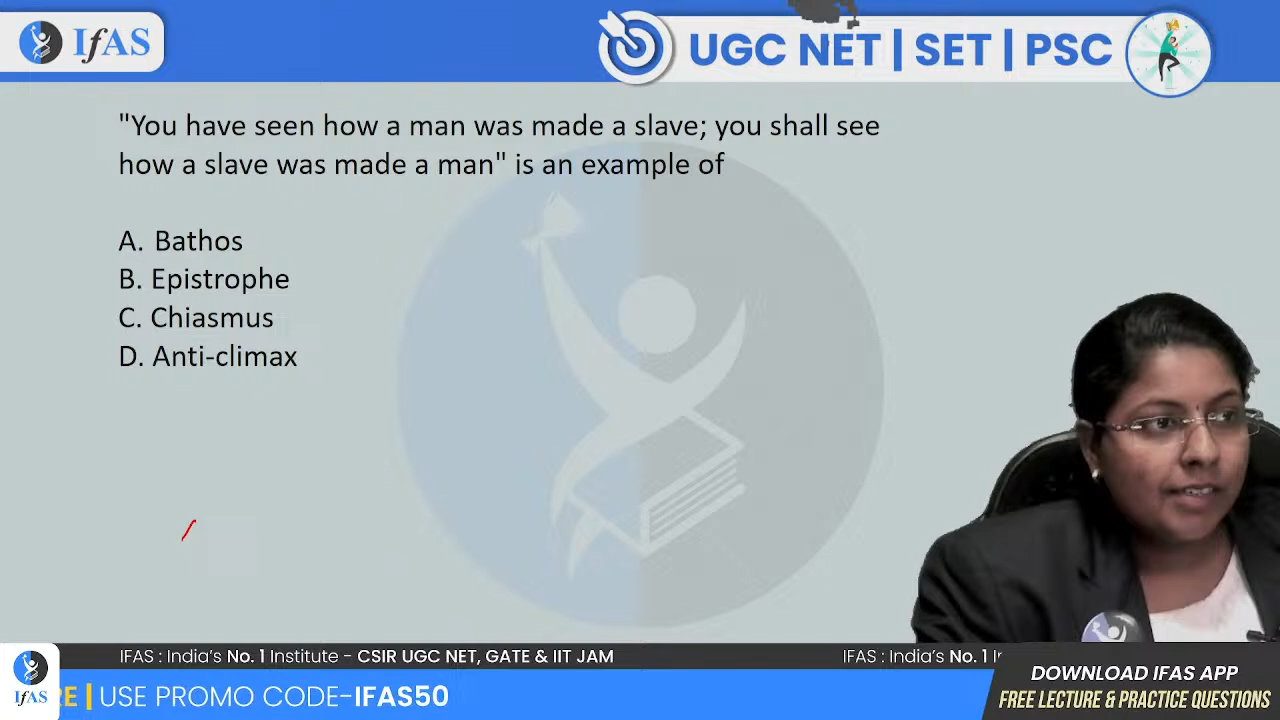 IfAS
UGC NET | SET | PSC
"You have seen how a man was made a slave; you shall see
how a slave was made a man" is an example of
A. Bathos
B. Epistrophe
C. Chiasmus
D. Anti-climax
IFAS : India's No. 1 Institute - CSIR UGC NET, GATE & IIT JAM
IFAS : India's No. 1
DOWNLOAD IFAS APP
FREE LECTURE & PRACTICE QUESTIONS
IfAS
RE | USE PROMO CODE-IFAS50